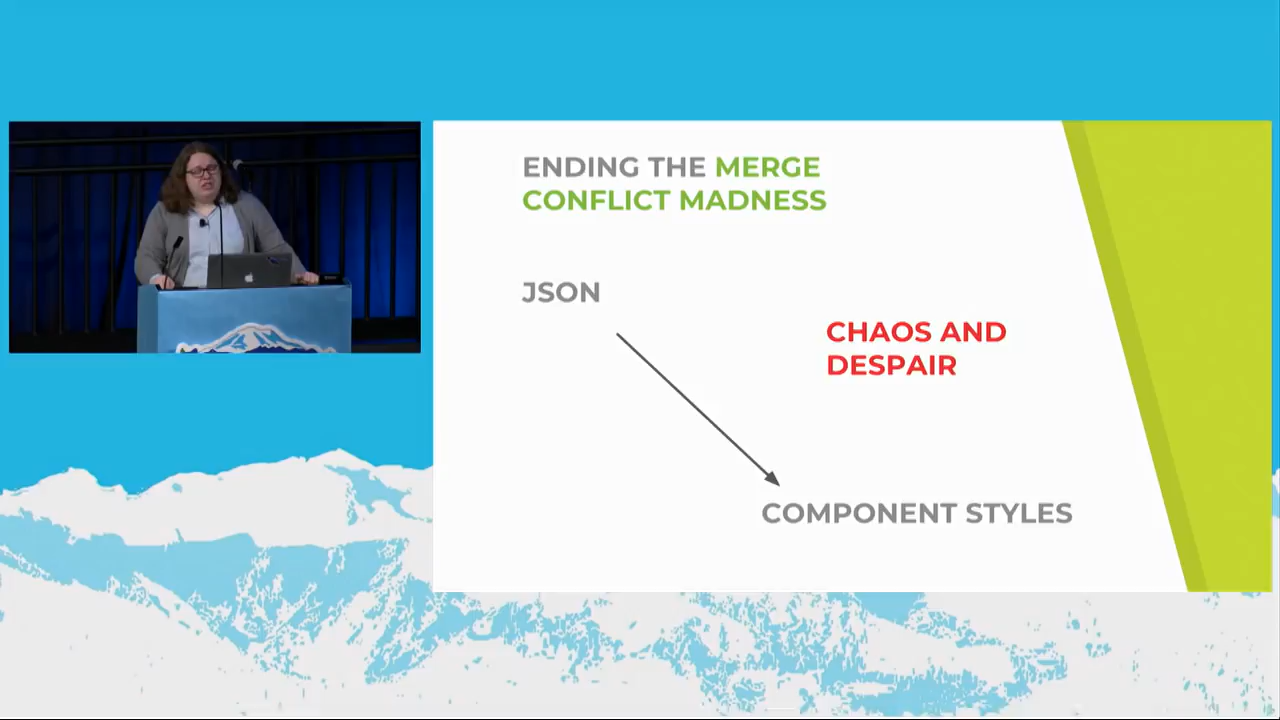 ENDING THE MERGE
CONFLICT MADNESS
JSON
CHAOS AND
DESPAIR
COMPONENT STYLES